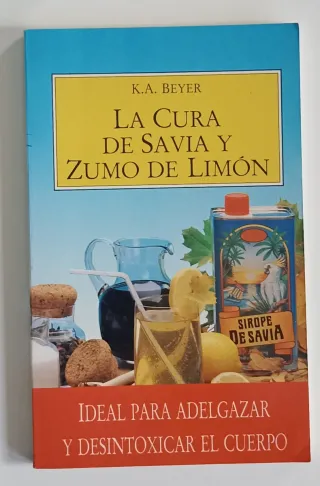 K.A. BEYER
LA CURA
DE SAVIA Y
ZUMO DE LIMÓN
SIROPE
DE SAVIA
IDEAL PARA ADELGAZAR
Y DESINTOXICAR EL CUERPO